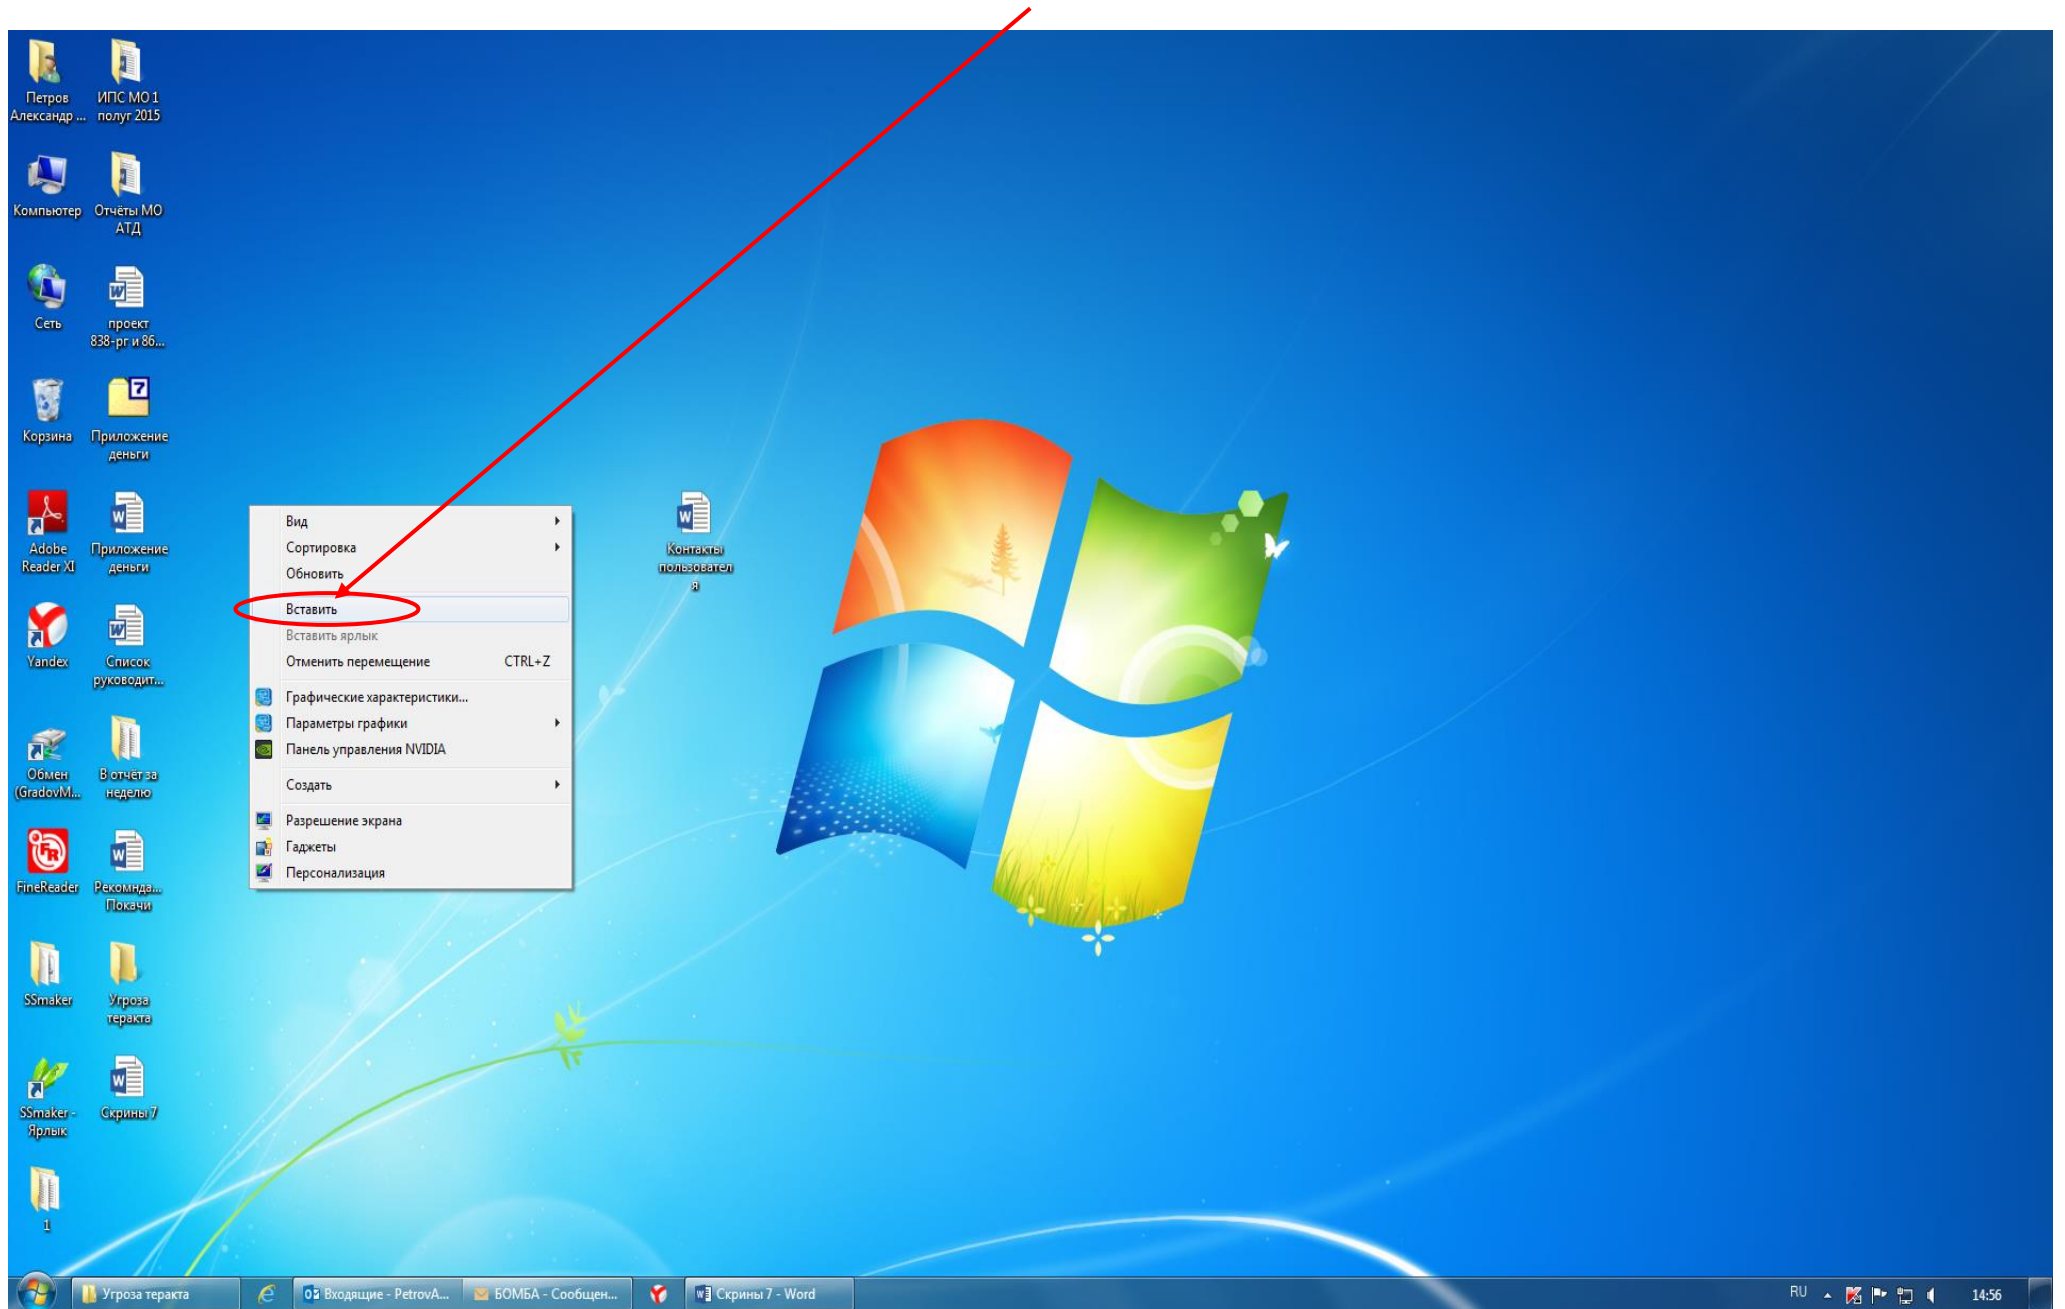 Петров
Александр ...
ИПС МО 1
полуг 2015
Компьютер
Отчёты МО
АТД
Сеть
проект
838-рг и 86...
Корзина
Приложение
деньги
Adobe
Reader XI
Приложение
деньги
Yandex
Список
руководит...
Обмен
(GradovM...
В отчёт за
неделю
FineReader
Рекомнда...
Покачи
SSmaker
Угроза
теракта
SSmaker -
Ярлык
Скрины 7
1
Вид
Сортировка
Обновить
Вставить
Вставить ярлык
Отменить перемещение CTRL+Z
Графические характеристики...
Параметры графики
Панель управления NVIDIA
Создать
Разрешение экрана
Гаджеты
Персонализация
Контакты
пользовател
я
Угроза теракта
Входящие - PetrovA...
БОМБА - Сообщен...
Скрины 7 - Word
RU
14:56